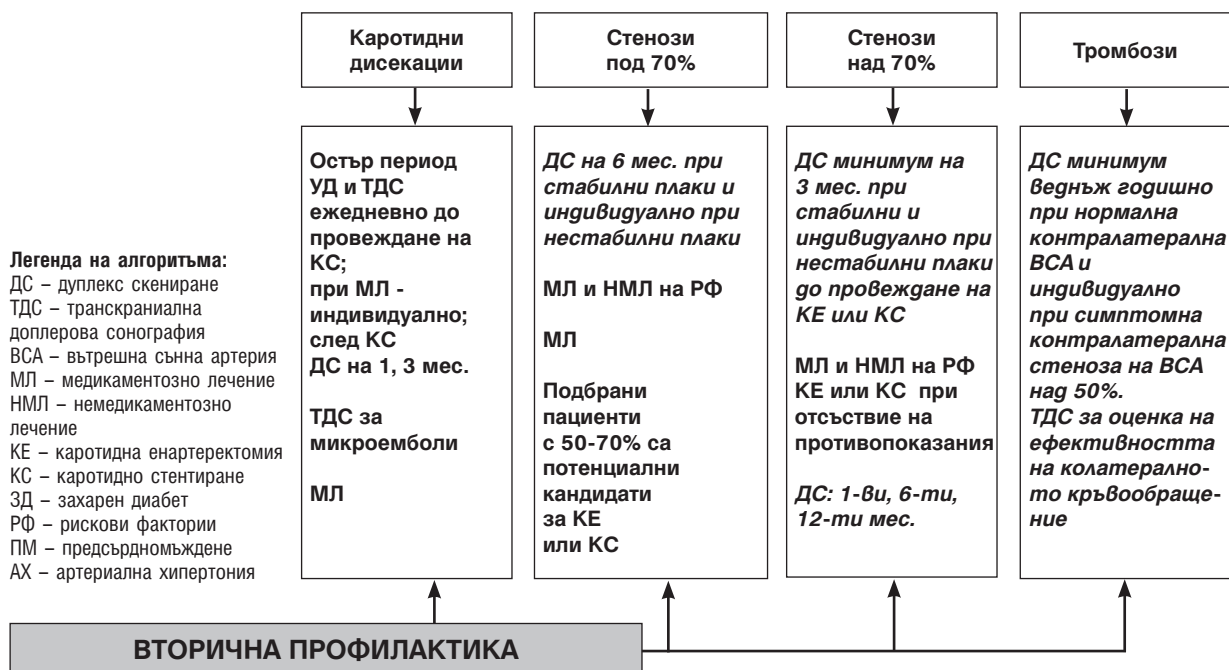 Каротидни
дисекации
Стенози
под 70%
Стенози
над 70%
Тромбози
Остър период
УД и ТДС
ежедневно до
провеждане на
КС;
при МЛ -
индивидуално;
след КС
ДС на 1, 3 мес.
ТДС за
микроемболи
МЛ
ДС на 6 мес. при
стабилни плаки и
индивидуално при
нестабилни плаки
МЛ и НМЛ на РФ
МЛ
Подбрани
пациенти
с 50-70% са
потенциални
кандидати
за КЕ
или КС
ДС минимум на
3 мес. при
стабилни и
индивидуално при
нестабилни плаки
до провеждане на
КЕ или КС
МЛ и НМЛ на РФ
КЕ или КС при
отсъствие на
противопоказания
ДС: 1-ви, 6-ти,
12-ти мес.
ДС минимум
веднъж годишно
при нормална
контралатерална
ВСА и
индивидуално
при симптомна
контралатерална
стеноза на ВСА
над 50%.
ТДС за оценка на
ефективността
на колатерално-
то кръвообраще-
ние
Легенда на алгоритъма:
ДС – дуплекс скениране
ТДС – транскраниална
доплерова сонография
ВСА – вътрешна сънна артерия
МЛ – медикаментозно лечение
НМЛ – немедикаментозно
лечение
КЕ – каротидна енартеректомия
КС – каротидно стентиране
ЗД – захарен диабет
РФ – рискови фактории
ПМ – предсърдномъждене
АХ – артериална хипертония
ВТОРИЧНА ПРОФИЛАКТИКА